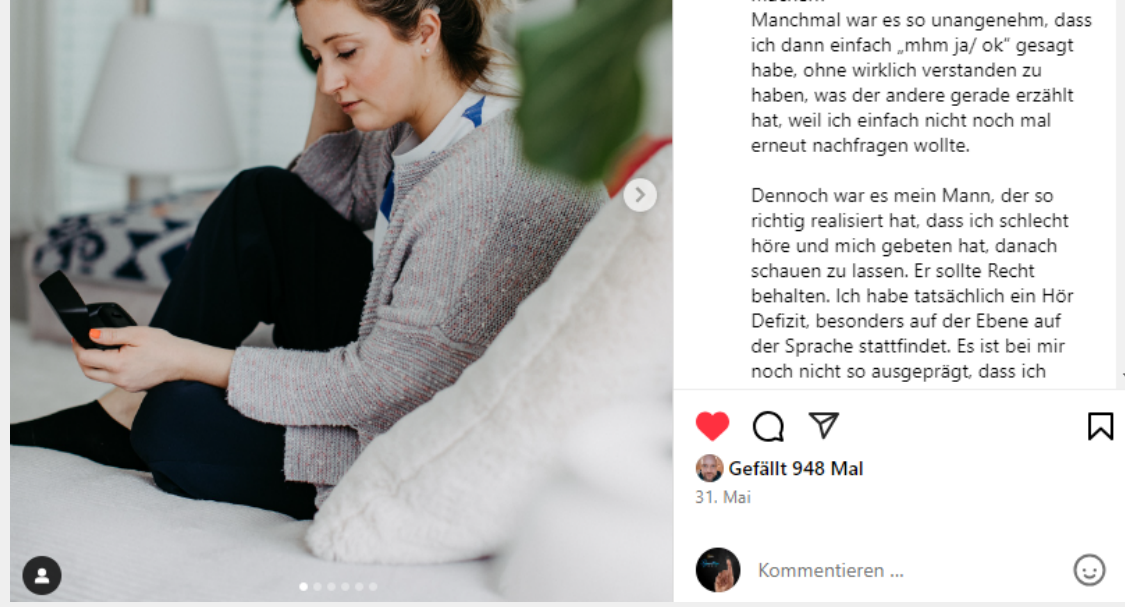 Manchmal war es so unangenehm, dass
ich dann einfach „mhm ja/ ok“ gesagt
habe, ohne wirklich verstanden zu
haben, was der andere gerade erzählt
hat, weil ich einfach nicht noch mal
erneut nachfragen wollte.
Dennoch war es mein Mann, der so
richtig realisiert hat, dass ich schlecht
höre und mich gebeten hat, danach
schauen zu lassen. Er sollte Recht
behalten. Ich habe tatsächlich ein Hör
Defizit, besonders auf der Ebene auf
der Sprache stattfindet. Es ist bei mir
noch nicht so ausgeprägt, dass ich
Gefällt 948 Mal
31. Mai
Kommentieren ...